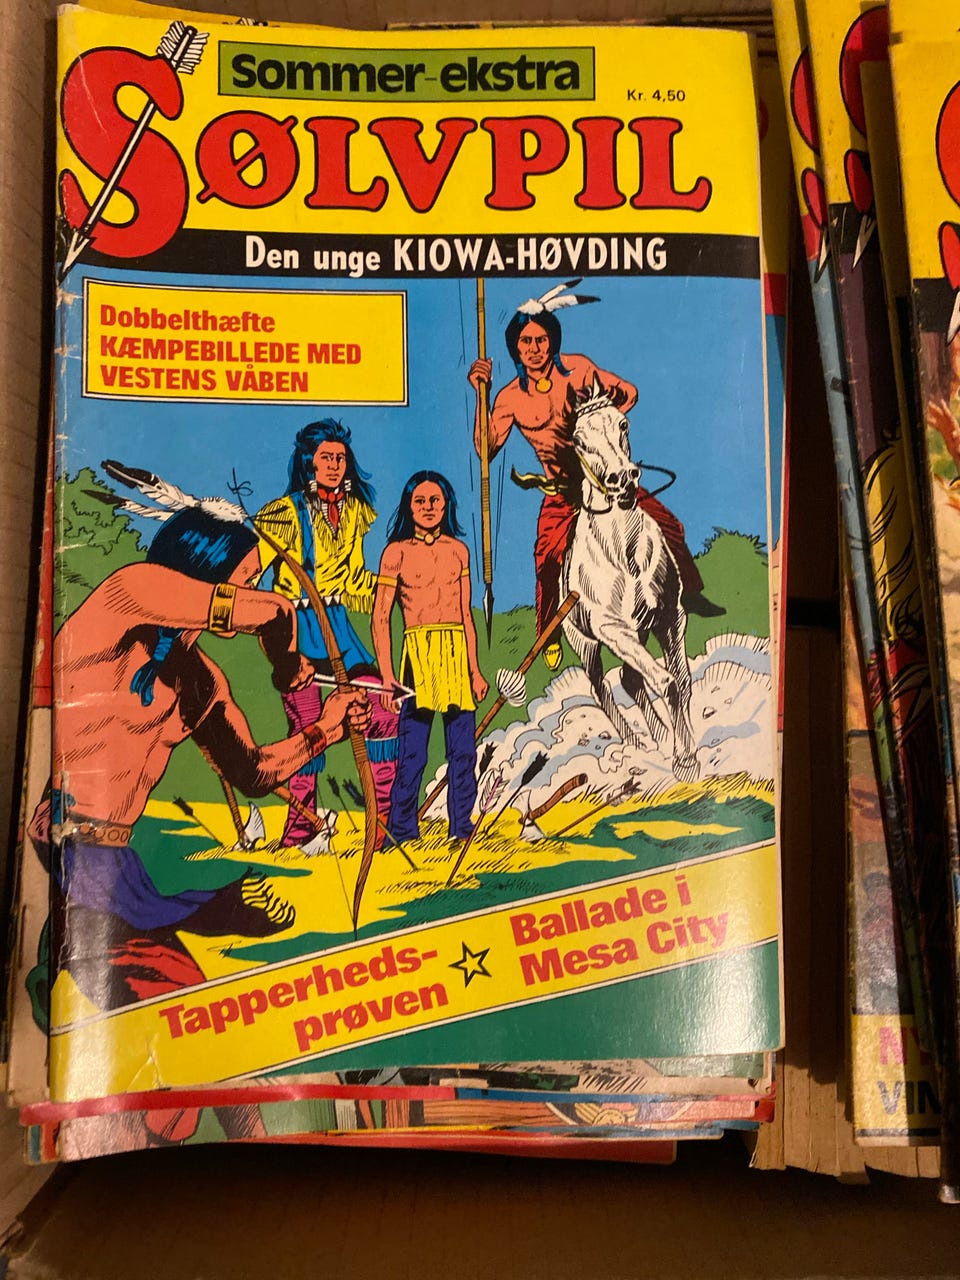 Sommer-ekstra
Kr. 4,50
SØLVPIL
Den unge KIOWA-HØVDING
Dobbelthæfte
KÆMPEBILLEDE MED
VESTENS VÅBEN
Tapperheds-
prøven
Ballade i
Mesa City